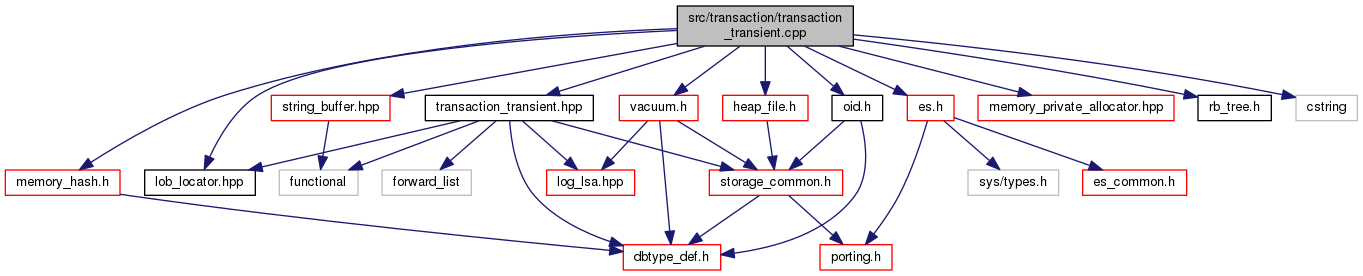 src/transaction/transaction
_transient.cpp
string_buffer.hpp
transaction_transient.hpp
vacuum.h
heap_file.h
oid.h
es.h
memory_private_allocator.hpp
rb_tree.h
cstring
memory_hash.h
lob_locator.hpp
functional
forward_list
log_lsa.hpp
storage_common.h
sys/types.h
es_common.h
dbtype_def.h
porting.h